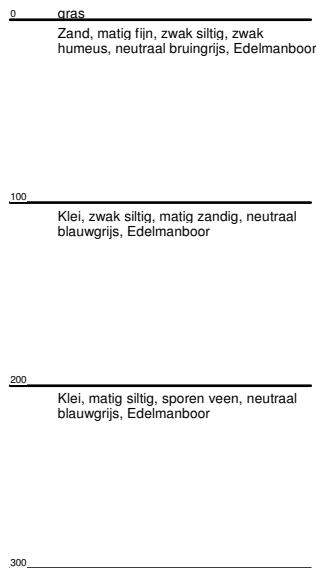 0 gras
Zand, matig fijn, zwak siltig, zwak
humeus, neutraal bruingrijs, Edelmanboor
100
Klei, zwak siltig, matig zandig, neutraal
blauwgrijs, Edelmanboor
200
Klei, matig siltig, sporen veen, neutraal
blauwgrijs, Edelmanboor
300